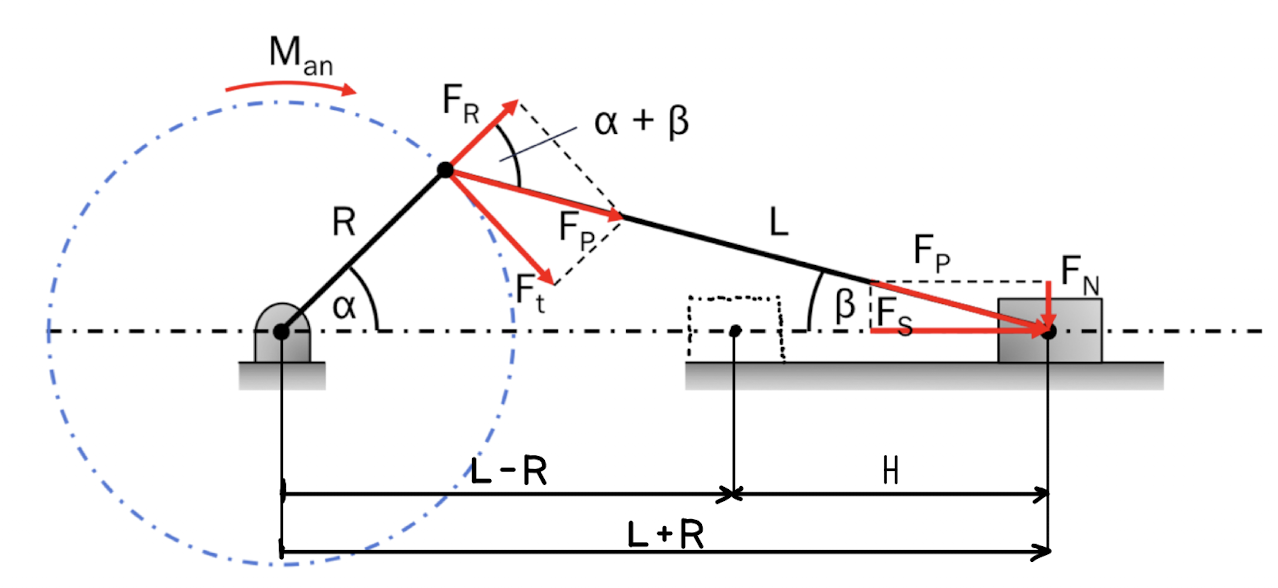 M_an
F_R
α + β
R
L
F_P
F_P
F_N
F_t
α
β
F_S
L-R
H
L+R